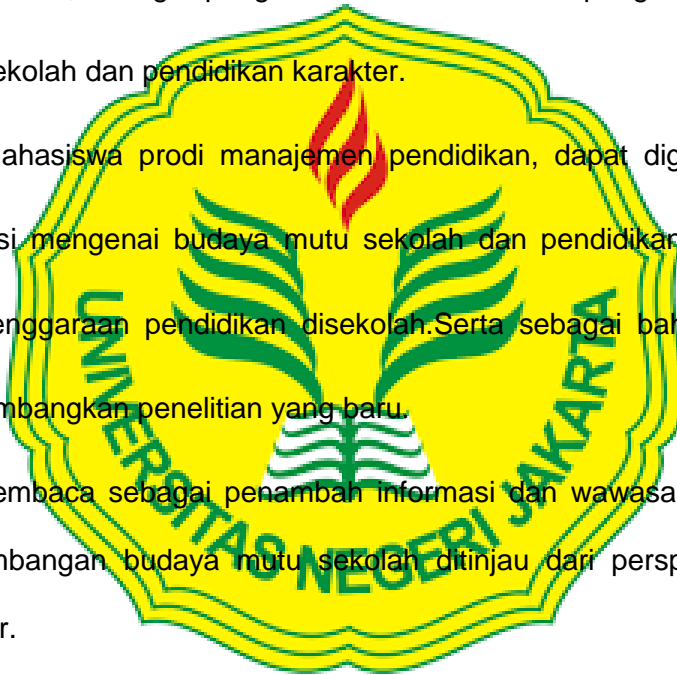 ekolah dan pendidikan karakter.
ahasiswa prodi manajemen pendidikan, dapat dig
si mengenai budaya mutu sekolah dan pendidikan
enggaraan pendidikan disekolah.Serta sebagai bah
mbangkan penelitian yang baru.
embaca sebagai penambah informasi dan wawasa
mbangan budaya mutu sekolah ditinjau dari persp
r.
UNIVERSITAS NEGERI JAKARTA